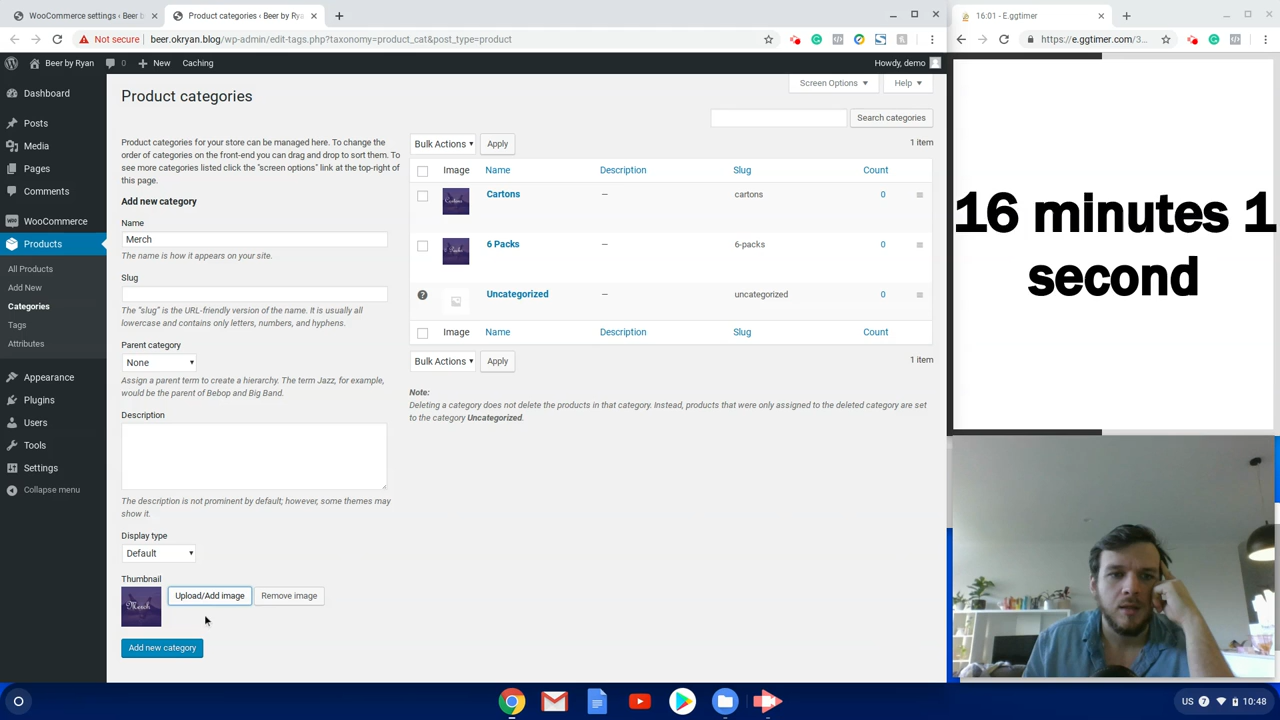 WooCommerce settings ‹ Beer b
Product categories ‹ Beer by Rya
16:01 - E.ggtimer
Not secure
beer.okryan.blog/wp-admin/edit-tags.php?taxonomy=product_cat&post_type=product
https://e.ggtimer.com/3...
Beer by Ryan
0
New
Caching
Howdy, demo
Dashboard
Posts
Media
Pages
Comments
WooCommerce
Products
All Products
Add New
Categories
Tags
Attributes
Appearance
Plugins
Users
Tools
Settings
Collapse menu
Screen Options
Help
Product categories
Search categories
Product categories for your store can be managed here. To change the
order of categories on the front-end you can drag and drop to sort them. To
see more categories listed click the "screen options" link at the top-right of
this page.
Add new category
Name
Merch
The name is how it appears on your site.
Slug
The "slug" is the URL-friendly version of the name. It is usually all
lowercase and contains only letters, numbers, and hyphens.
Parent category
None
Assign a parent term to create a hierarchy. The term Jazz, for example,
would be the parent of Bebop and Big Band.
Description
The description is not prominent by default; however, some themes may
show it.
Display type
Default
Thumbnail
Merch
Upload/Add image
Remove image
Add new category
Bulk Actions
Apply
1 item
Image Name Description Slug Count
Cartons Cartons — cartons 0
Packs 6 Packs — 6-packs 0
? Uncategorized — uncategorized 0
Image Name Description Slug Count
Bulk Actions
Apply
1 item
Note:
Deleting a category does not delete the products in that category. Instead, products that were only assigned to the deleted category are set
to the category Uncategorized.
16 minutes 1
second
US 7 10:48